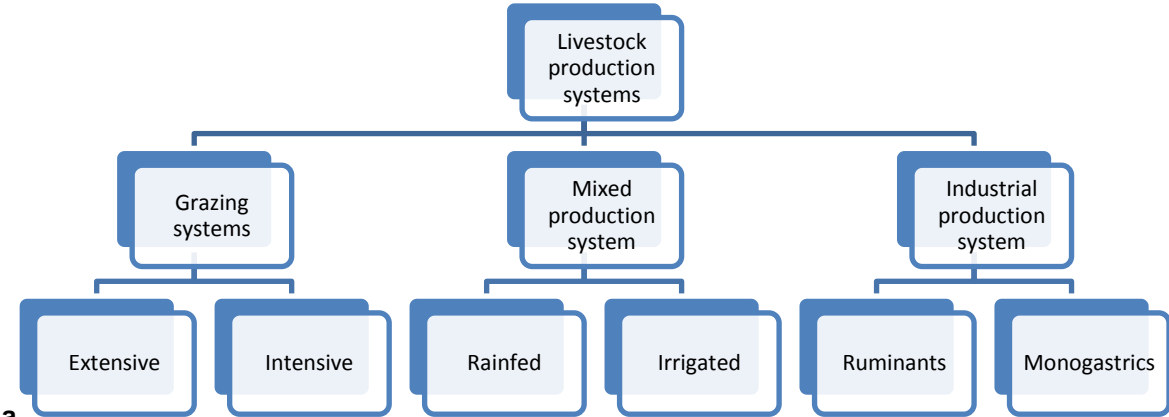 Livestock
production
systems
Grazing
systems
Mixed
production
system
Industrial
production
system
Extensive
Intensive
Rainfed
Irrigated
Ruminants
Monogastrics
a